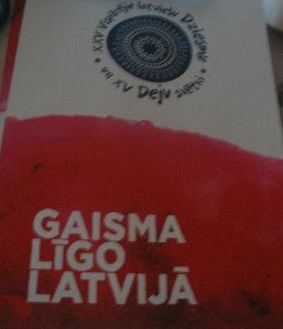 XXV Vispārējie latviešu Dziesmu
un XV Deju svētki
GAISMA
LĪGO
LATVIJĀ